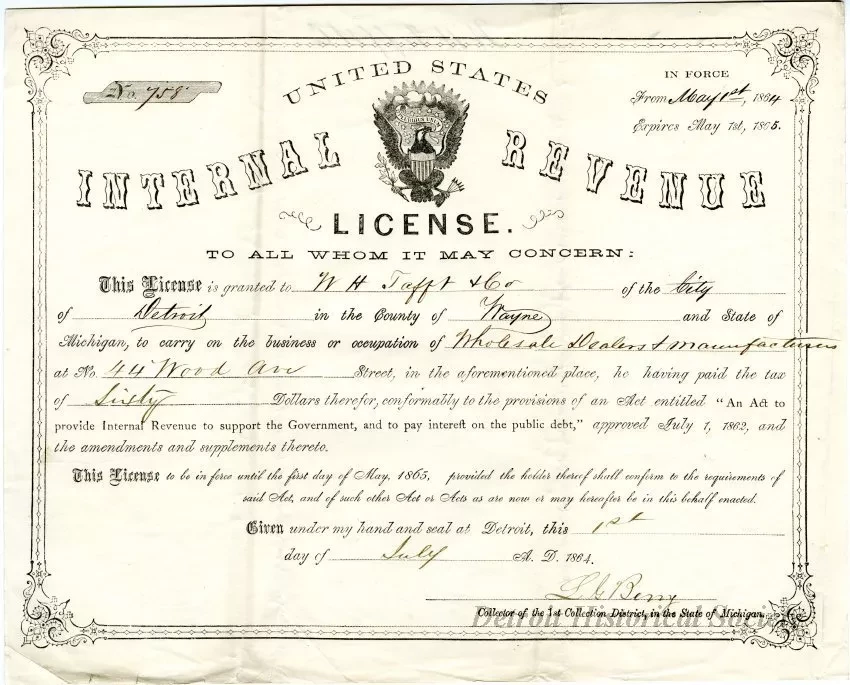 No. 758
UNITED STATES
IN FORCE
From May 1st, 1864
Expires May 1st, 1865.
INTERNAL REVENUE
LICENSE.
TO ALL WHOM IT MAY CONCERN:
This License is granted to W H Tafft & Co of the City
of Detroit in the County of Wayne and State of
Michigan, to carry on the business or occupation of Wholesale Dealers & manufacturers
at No. 44 Wood Ave Street, in the aforementioned place, he having paid the tax
of Sixty Dollars therefor, conformably to the provisions of an Act entitled "An Act to
provide Internal Revenue to support the Government, and to pay interest on the public debt," approved July 1, 1862, and
the amendments and supplements thereto.
This License to be in force until the first day of May, 1865, provided the holder thereof shall conform to the requirements of
said Act, and of such other Act or Acts as are now or may hereafter be in this behalf enacted.
Given under my hand and seal at Detroit, this 1st
day of July A. D. 1864.
L G Berry
Collector of the 1st Collection District, in the State of Michigan.
Detroit Historical Soci